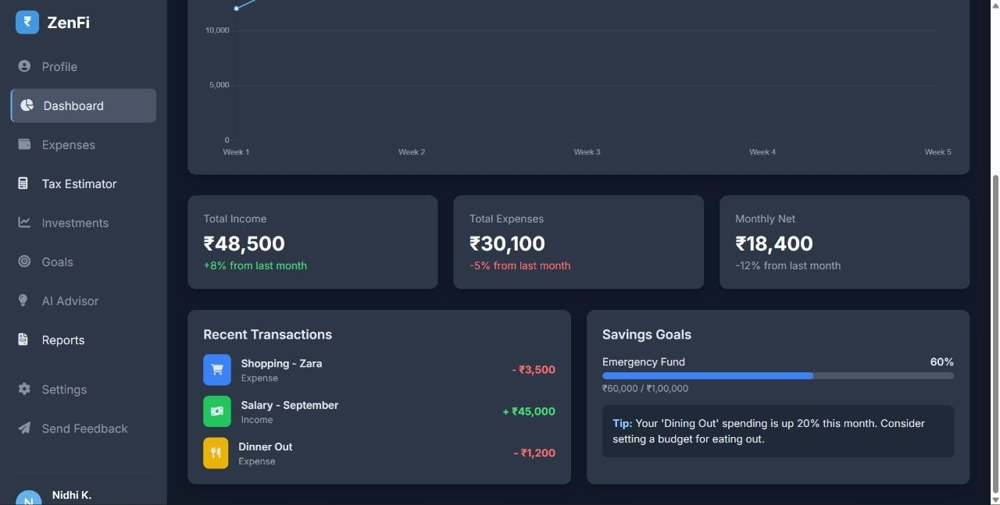 ZenFi
Profile
Dashboard
Expenses
Tax Estimator
Investments
Goals
AI Advisor
Reports
Settings
Send Feedback
Nidhi K.
10,000
5,000
0
Week 1 Week 2 Week 3 Week 4 Week 5
Total Income
₹48,500
+8% from last month
Total Expenses
₹30,100
-5% from last month
Monthly Net
₹18,400
-12% from last month
Recent Transactions
Shopping - Zara
Expense
- ₹3,500
Salary - September
Income
+ ₹45,000
Dinner Out
Expense
- ₹1,200
Savings Goals
Emergency Fund 60%
₹60,000 / ₹1,00,000
Tip: Your 'Dining Out' spending is up 20% this month. Consider
setting a budget for eating out.